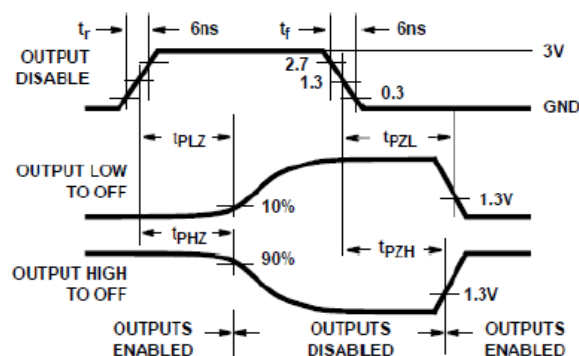 tr 6ns tf 6ns
OUTPUT DISABLE
2.7
1.3
0.3
3V
GND
tPLZ tPZL
OUTPUT LOW TO OFF
10%
1.3V
tPHZ tPZH
OUTPUT HIGH TO OFF
90%
1.3V
OUTPUTS ENABLED
OUTPUTS DISABLED
OUTPUTS ENABLED